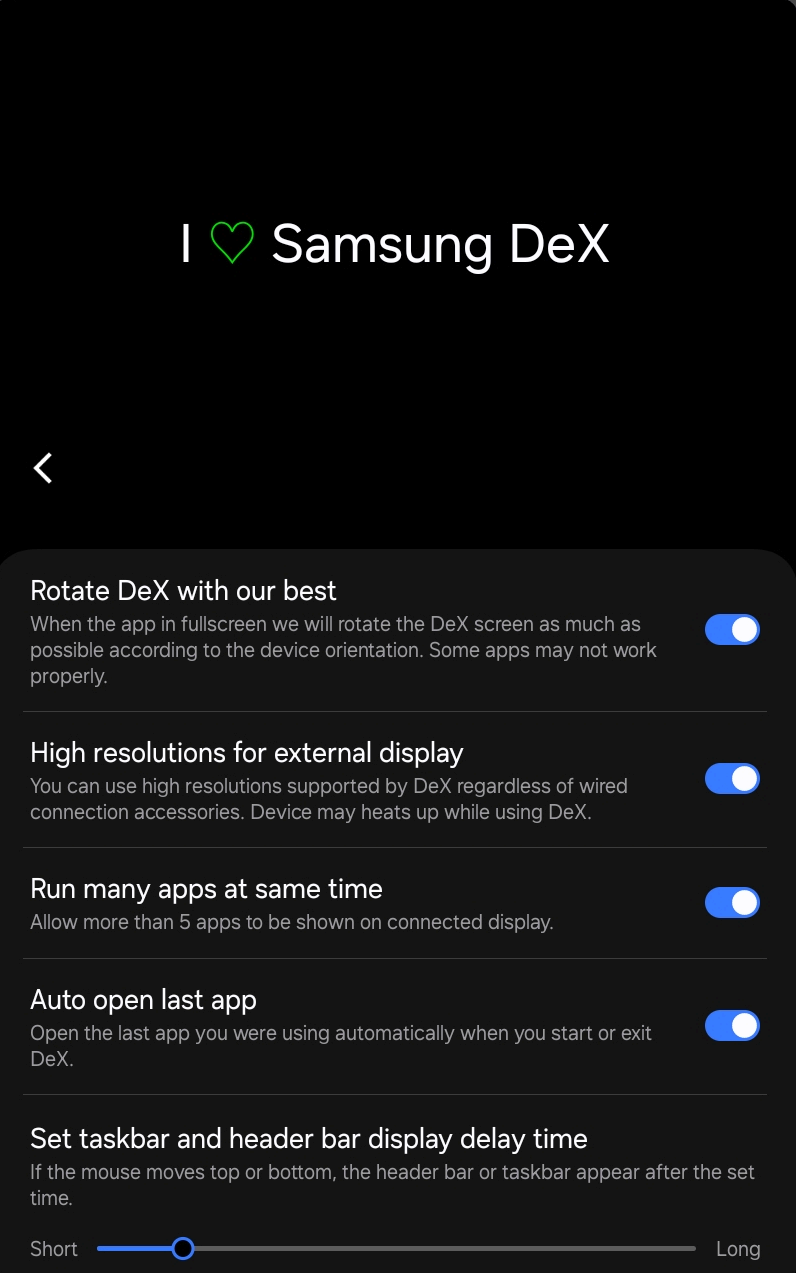 I ♡ Samsung DeX
Rotate DeX with our best
When the app in fullscreen we will rotate the DeX screen as much as
possible according to the device orientation. Some apps may not work
properly.
High resolutions for external display
You can use high resolutions supported by DeX regardless of wired
connection accessories. Device may heats up while using DeX.
Run many apps at same time
Allow more than 5 apps to be shown on connected display.
Auto open last app
Open the last app you were using automatically when you start or exit
DeX.
Set taskbar and header bar display delay time
If the mouse moves top or bottom, the header bar or taskbar appear after the set
time.
Short Long